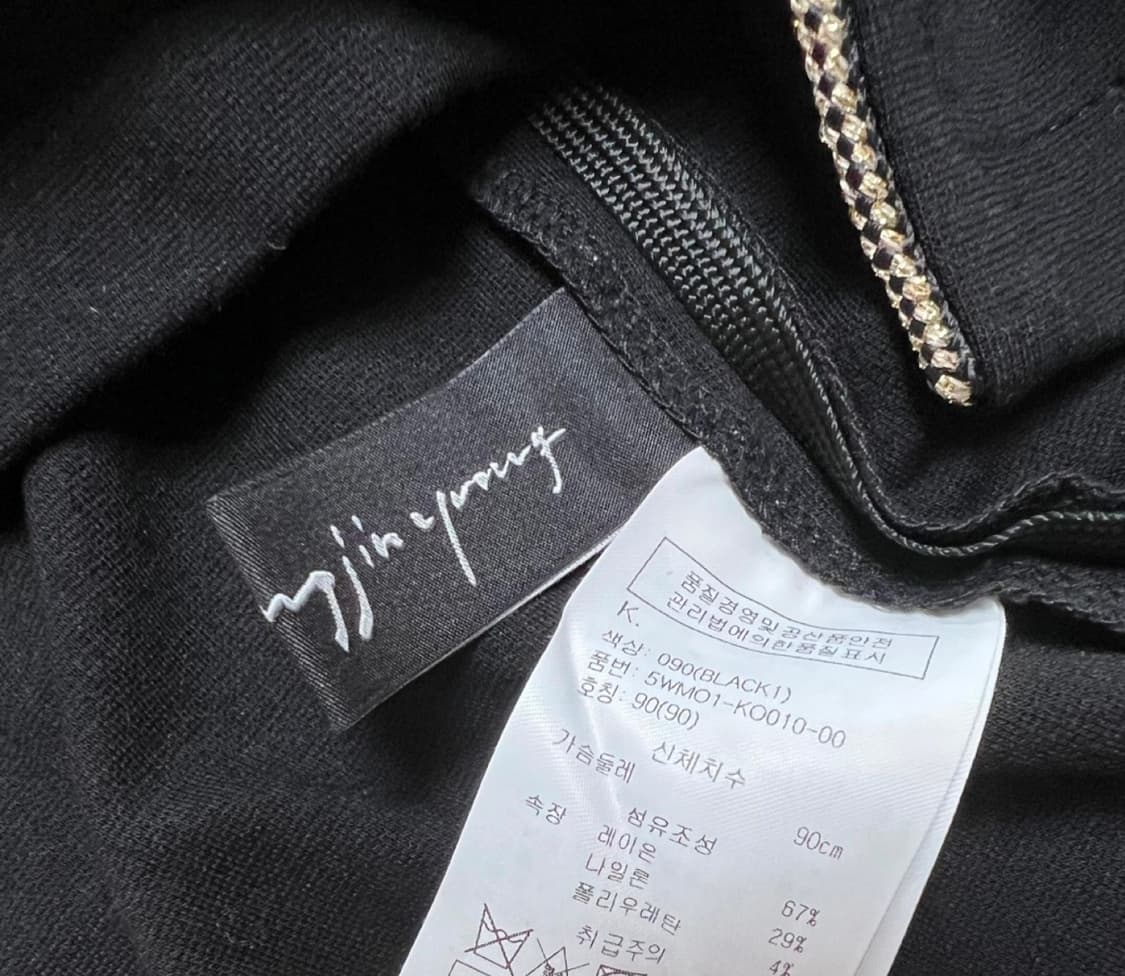 ngjin young
품질경영및공산품안전
관리법에의한품질표시
K.
색상: 090(BLACK1)
품번: 5WM01-KO010-00
호칭: 90(90)
신체치수
가슴둘레 90cm
섬유조성
속장 레이온 67%
나일론 29%
폴리우레탄 4%
취급주의